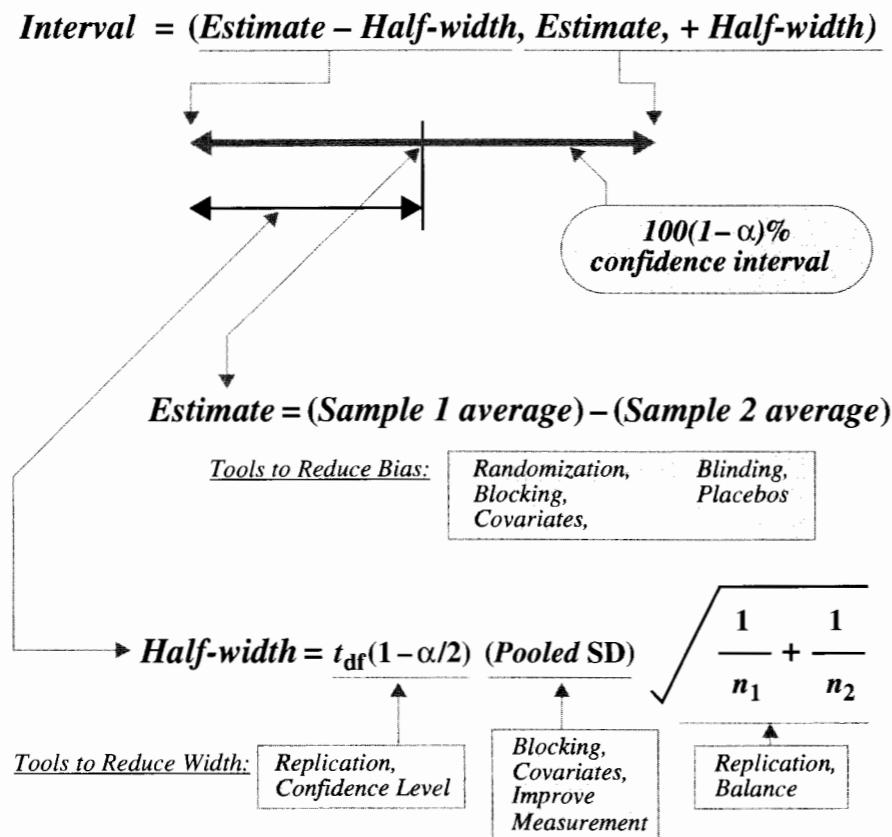 Interval = (Estimate – Half-width, Estimate, + Half-width)
100(1– α)%
confidence interval
Estimate = (Sample 1 average) – (Sample 2 average)
Tools to Reduce Bias:
Randomization, Blinding,
Blocking, Placebos
Covariates,
Half-width = t_df(1 – α/2) (Pooled SD) √(1/n₁ + 1/n₂)
Tools to Reduce Width:
Replication,
Confidence Level
Blocking,
Covariates,
Improve
Measurement
Replication,
Balance